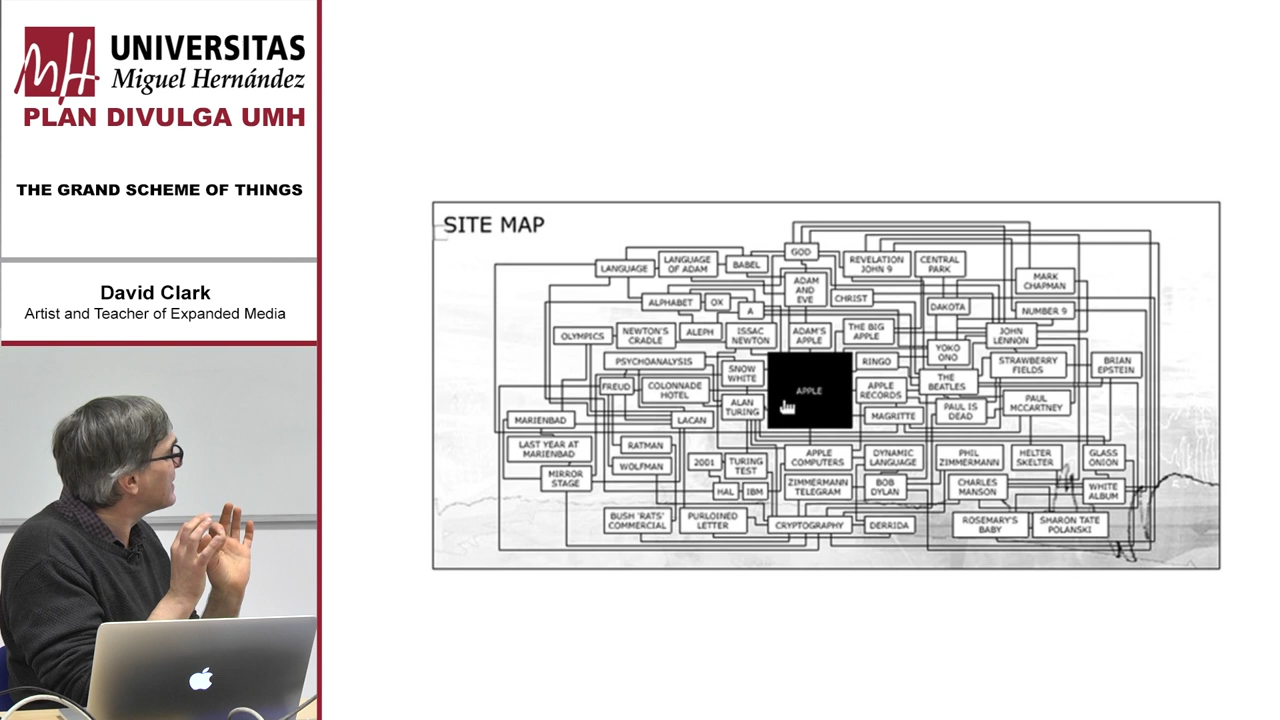 UNIVERSITAS
Miguel Hernández
PLAN DIVULGA UMH
THE GRAND SCHEME OF THINGS
David Clark
Artist and Teacher of Expanded Media
SITE MAP
GOD
LANGUAGE
LANGUAGE
OF ADAM
BABEL
REVELATION
JOHN 9
CENTRAL
PARK
MARK
CHAPMAN
ADAM
AND
EVE
CHRIST
ALPHABET
OX
A
DAKOTA
NUMBER 9
OLYMPICS
NEWTON'S
CRADLE
ALEPH
ISSAC
NEWTON
ADAM'S
APPLE
THE BIG
APPLE
JOHN
LENNON
YOKO
ONO
PSYCHOANALYSIS
SNOW
WHITE
APPLE
RINGO
STRAWBERRY
FIELDS
BRIAN
EPSTEIN
FREUD
COLONNADE
HOTEL
APPLE
RECORDS
THE
BEATLES
ALAN
TURING
PAUL
MCCARTNEY
MARIENBAD
LACAN
MAGRITTE
PAUL IS
DEAD
LAST YEAR AT
MARIENBAD
RATMAN
WOLFMAN
2001
TURING
TEST
APPLE
COMPUTERS
DYNAMIC
LANGUAGE
PHIL
ZIMMERMANN
HELTER
SKELTER
GLASS
ONION
MIRROR
STAGE
HAL
IBM
ZIMMERMANN
TELEGRAM
BOB
DYLAN
CHARLES
MANSON
WHITE
ALBUM
BUSH 'RATS'
COMMERCIAL
PURLOINED
LETTER
CRYPTOGRAPHY
DERRIDA
ROSEMARY'S
BABY
SHARON TATE
POLANSKI